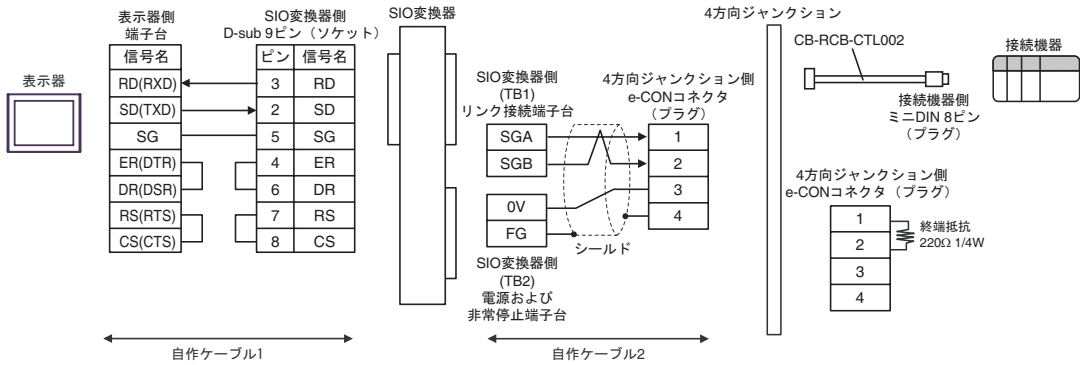 表示器
表示器側
端子台
信号名
RD(RXD)
SD(TXD)
SG
ER(DTR)
DR(DSR)
RS(RTS)
CS(CTS)
SIO変換器側
D-sub 9ピン（ソケット）
ピン 信号名
3 RD
2 SD
5 SG
4 ER
6 DR
7 RS
8 CS
自作ケーブル1
SIO変換器
SIO変換器側
(TB1)
リンク接続端子台
SGA
SGB
0V
FG
SIO変換器側
(TB2)
電源および
非常停止端子台
シールド
4方向ジャンクション側
e-CONコネクタ
（プラグ）
1
2
3
4
自作ケーブル2
4方向ジャンクション
CB-RCB-CTL002
接続機器側
ミニDIN 8ピン
（プラグ）
接続機器
4方向ジャンクション側
e-CONコネクタ（プラグ）
1
2
3
4
終端抵抗
220Ω 1/4W